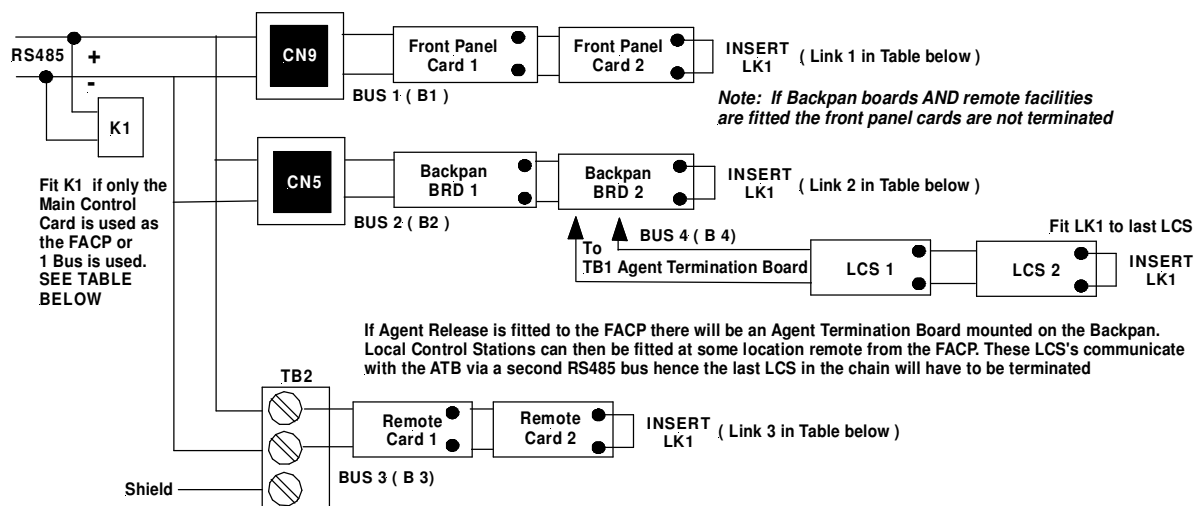 RS485
+
-
K1
Fit K1 if only the
Main Control
Card is used as
the FACP or
1 Bus is used.
SEE TABLE
BELOW
CN9
BUS 1 ( B1 )
Front Panel
Card 1
Front Panel
Card 2
INSERT
LK1
( Link 1 in Table below )
Note: If Backpan boards AND remote facilities
are fitted the front panel cards are not terminated
CN5
BUS 2 ( B2 )
Backpan
BRD 1
Backpan
BRD 2
INSERT
LK1
( Link 2 in Table below )
BUS 4 ( B 4)
To
TB1 Agent Termination Board
LCS 1
LCS 2
Fit LK1 to last LCS
INSERT
LK1
If Agent Release is fitted to the FACP there will be an Agent Termination Board mounted on the Backpan.
Local Control Stations can then be fitted at some location remote from the FACP. These LCS's communicate
with the ATB via a second RS485 bus hence the last LCS in the chain will have to be terminated
TB2
Remote
Card 1
Remote
Card 2
INSERT
LK1
( Link 3 in Table below )
BUS 3 ( B 3)
Shield